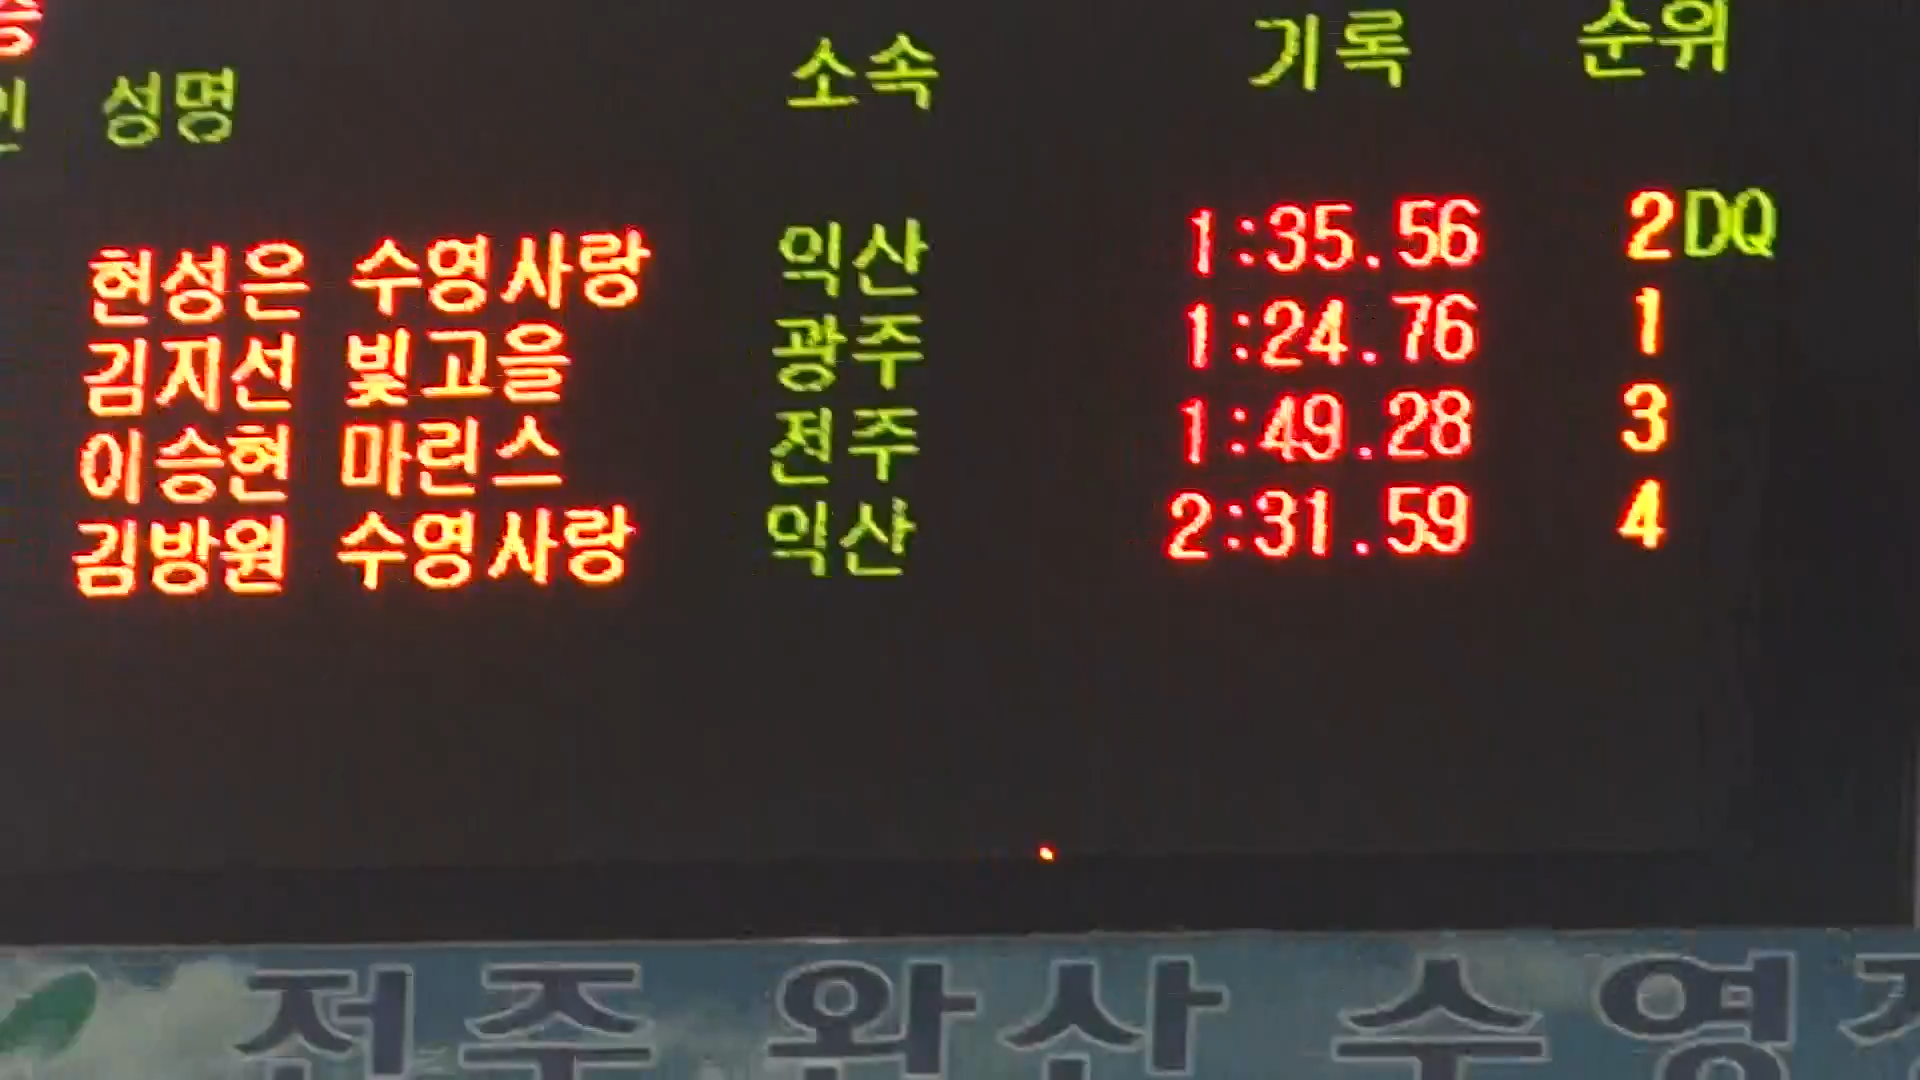 성명 소속 기록 순위
현성은 수영사랑 익산 1:35.56 2DQ
김지선 빛고을 광주 1:24.76 1
이승현 마린스 전주 1:49.28 3
김방원 수영사랑 익산 2:31.59 4
전주 완산 수영